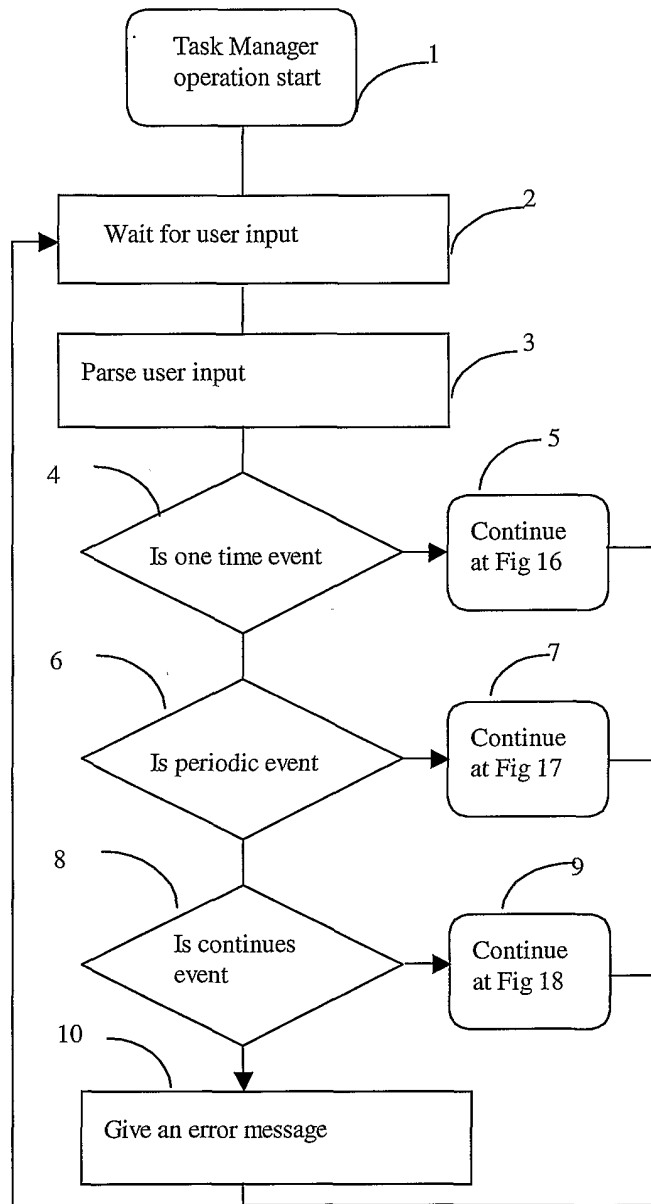 Task Manager
operation start
1
2
Wait for user input
3
Parse user input
4
Is one time event
5
Continue
at Fig 16
6
Is periodic event
7
Continue
at Fig 17
8
Is continues
event
9
Continue
at Fig 18
10
Give an error message